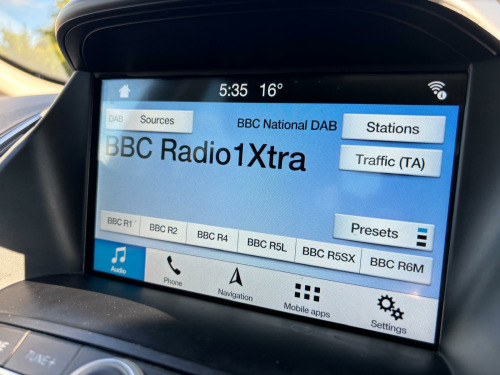 5:35 16°
DAB Sources
BBC National DAB
Stations
BBC Radio1Xtra
Traffic (TA)
Presets
BBC R1 BBC R2 BBC R4 BBC R5L BBC R5SX BBC R6M
Audio Phone Navigation Mobile apps Settings
TUNE+